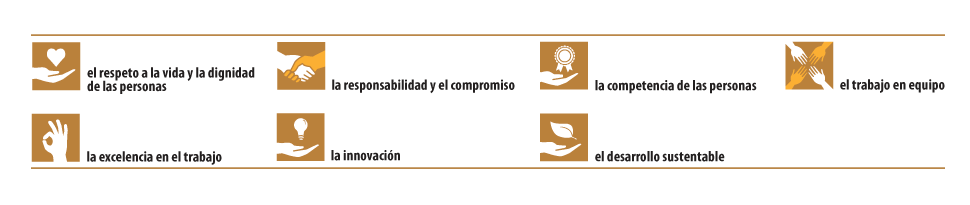 el respeto a la vida y la dignidad
de las personas
la responsabilidad y el compromiso
la competencia de las personas
el trabajo en equipo
la excelencia en el trabajo
la innovación
el desarrollo sustentable